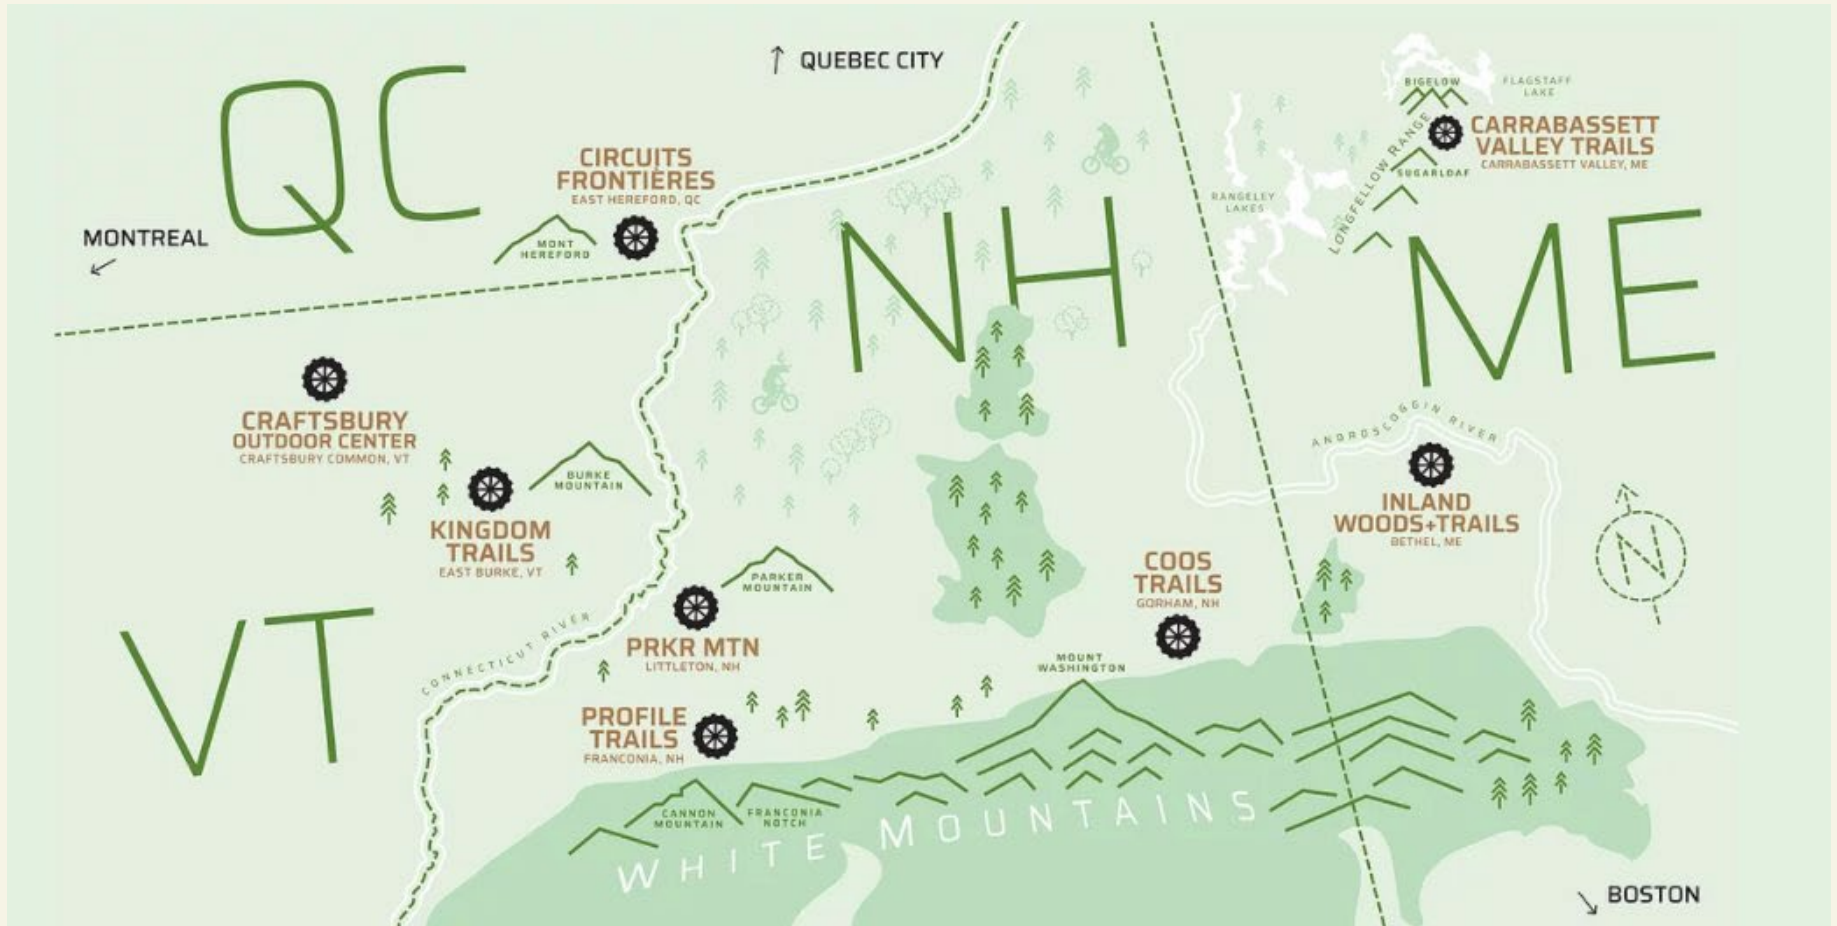 QC
↑ QUEBEC CITY
MONTREAL
CIRCUITS
FRONTIÈRES
EAST HEREFORD, QC
MONT
HEREFORD
NH
BIGELOW
FLAGSTAFF
LAKE
CARRABASSETT
VALLEY TRAILS
CARRABASSETT VALLEY, ME
SUGARLOAF
LONGFELLOW RANGE
RANGELEY
LAKES
ME
CRAFTSBURY
OUTDOOR CENTER
CRAFTSBURY COMMON, VT
BURKE
MOUNTAIN
KINGDOM
TRAILS
EAST BURKE, VT
ANDROSCOGGIN RIVER
INLAND
WOODS+TRAILS
BETHEL, ME
N
COOS
TRAILS
GORHAM, NH
PARKER
MOUNTAIN
PRKR MTN
LITTLETON, NH
VT
CONNECTICUT RIVER
MOUNT
WASHINGTON
PROFILE
TRAILS
FRANCONIA, NH
CANNON
MOUNTAIN
FRANCONIA
NOTCH
WHITE MOUNTAINS
BOSTON